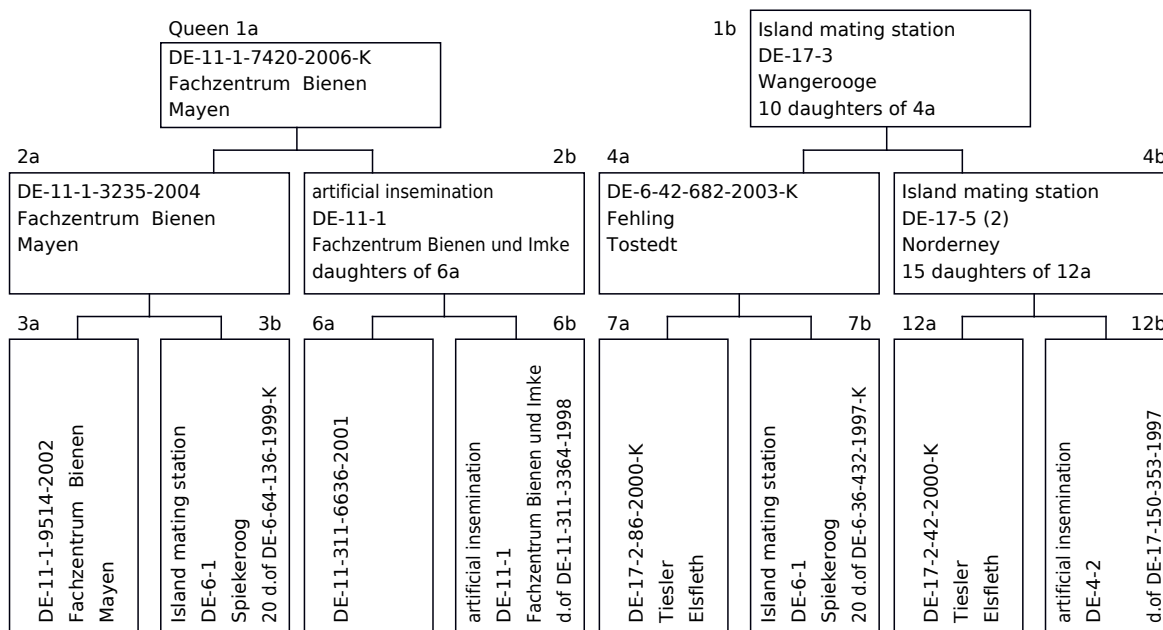 Queen 1a
DE-11-1-7420-2006-K
Fachzentrum Bienen
Mayen
1b
Island mating station
DE-17-3
Wangerooge
10 daughters of 4a
2a
DE-11-1-3235-2004
Fachzentrum Bienen
Mayen
2b
artificial insemination
DE-11-1
Fachzentrum Bienen und Imke
daughters of 6a
4a
DE-6-42-682-2003-K
Fehling
Tostedt
4b
Island mating station
DE-17-5 (2)
Norderney
15 daughters of 12a
3a
DE-11-1-9514-2002
Fachzentrum Bienen
Mayen
3b
Island mating station
DE-6-1
Spiekeroog
20 d.of DE-6-64-136-1999-K
6a
DE-11-311-6636-2001
6b
artificial insemination
DE-11-1
Fachzentrum Bienen und Imke
d.of DE-11-311-3364-1998
7a
DE-17-2-86-2000-K
Tiesler
Elsfleth
7b
Island mating station
DE-6-1
Spiekeroog
20 d.of DE-6-36-432-1997-K
12a
DE-17-2-42-2000-K
Tiesler
Elsfleth
12b
artificial insemination
DE-4-2
d.of DE-17-150-353-1997